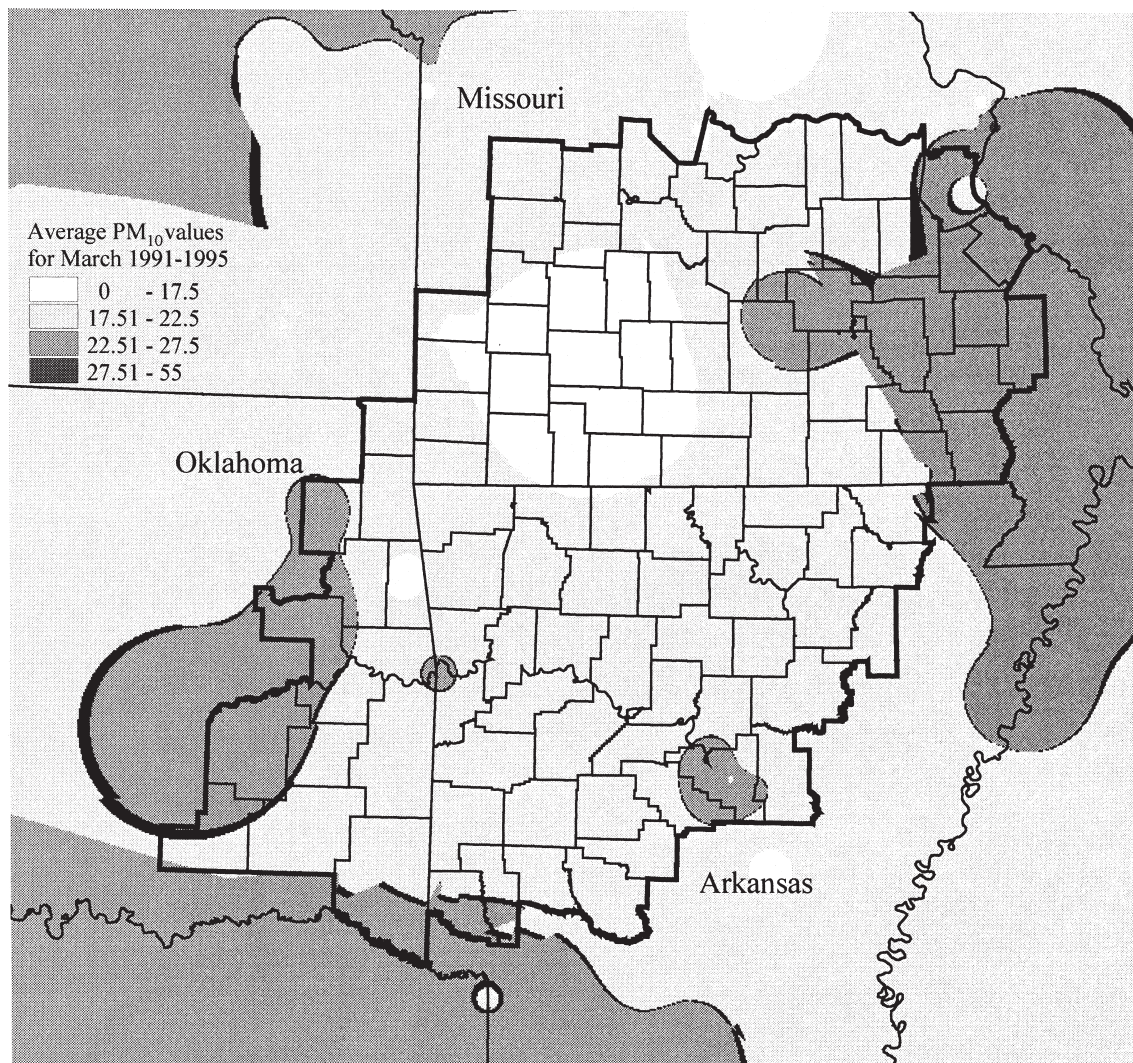 Missouri
Average PM10 values
for March 1991-1995
0 - 17.5
17.51 - 22.5
22.51 - 27.5
27.51 - 55
Oklahoma
Arkansas